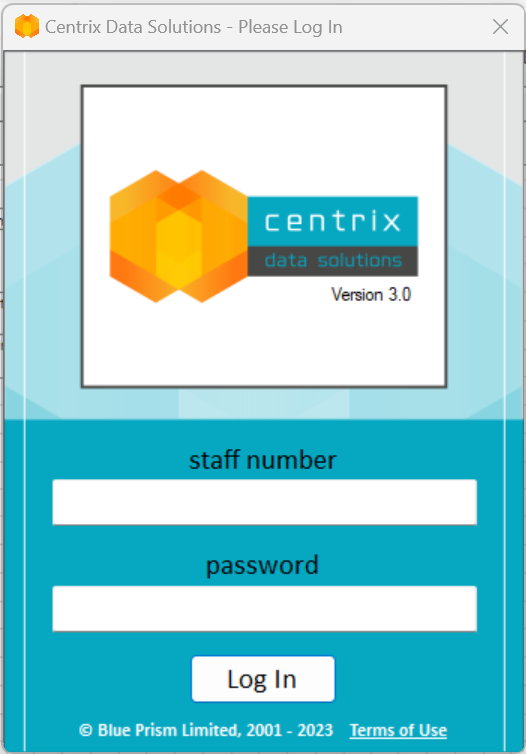 Centrix Data Solutions - Please Log In
centrix
data solutions
Version 3.0
staff number
password
Log In
© Blue Prism Limited, 2001 - 2023 Terms of Use